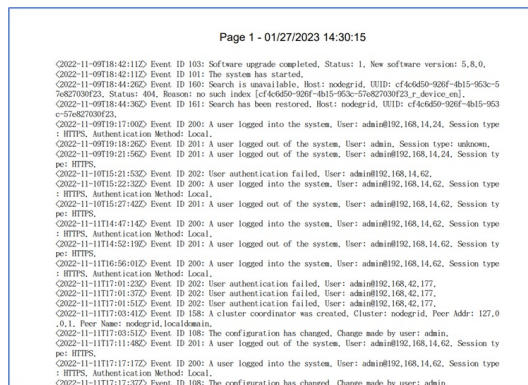 Page 1 - 01/27/2023 14:30:15
<2022-11-09T18:42:11Z> Event ID 103: Software upgrade completed, Status: 1, New software version: 5.8.0.
<2022-11-09T18:42:11Z> Event ID 101: The system has started.
<2022-11-09T18:44:26Z> Event ID 160: Search is unavailable, Host: nodegrid, UUID: cf4c6d50-926f-4b15-953c-5
7e827030f23, Status: 404, Reason: no such index [cf4c6d50-926f-4b15-953c-57e827030f23_r_device_en].
<2022-11-09T18:44:36Z> Event ID 161: Search has been restored, Host: nodegrid, UUID: cf4c6d50-926f-4b15-953
c-57e827030f23.
<2022-11-09T19:17:00Z> Event ID 200: A user logged into the system, User: admin@192.168.14.24, Session type
: HTTPS, Authentication Method: Local.
<2022-11-09T19:18:26Z> Event ID 201: A user logged out of the system, User: admin, Session type: unknown.
<2022-11-09T19:21:56Z> Event ID 201: A user logged out of the system, User: admin@192.168.14.24, Session ty
pe: HTTPS.
<2022-11-10T15:21:53Z> Event ID 202: User authentication failed, User: admin@192.168.14.62.
<2022-11-10T15:22:32Z> Event ID 200: A user logged into the system, User: admin@192.168.14.62, Session type
: HTTPS, Authentication Method: Local.
<2022-11-10T15:27:42Z> Event ID 201: A user logged out of the system, User: admin@192.168.14.62, Session ty
pe: HTTPS.
<2022-11-11T14:47:14Z> Event ID 200: A user logged into the system, User: admin@192.168.14.62, Session type
: HTTPS, Authentication Method: Local.
<2022-11-11T14:52:19Z> Event ID 201: A user logged out of the system, User: admin@192.168.14.62, Session ty
pe: HTTPS.
<2022-11-11T16:56:01Z> Event ID 200: A user logged into the system, User: admin@192.168.14.62, Session type
: HTTPS, Authentication Method: Local.
<2022-11-11T17:01:23Z> Event ID 202: User authentication failed, User: admin@192.168.42.177.
<2022-11-11T17:01:37Z> Event ID 202: User authentication failed, User: admin@192.168.42.177.
<2022-11-11T17:01:51Z> Event ID 202: User authentication failed, User: admin@192.168.42.177.
<2022-11-11T17:03:41Z> Event ID 158: A cluster coordinator was created, Cluster: nodegrid, Peer Addr: 127.0
.0.1, Peer Name: nodegrid.localdomain.
<2022-11-11T17:03:51Z> Event ID 108: The configuration has changed, Change made by user: admin.
<2022-11-11T17:11:48Z> Event ID 201: A user logged out of the system, User: admin@192.168.14.62, Session ty
pe: HTTPS.
<2022-11-11T17:17:17Z> Event ID 200: A user logged into the system, User: admin@192.168.14.62, Session type
: HTTPS, Authentication Method: Local.
<2022-11-11T17:17:37Z> Event ID 108: The configuration has changed, Change made by user: admin